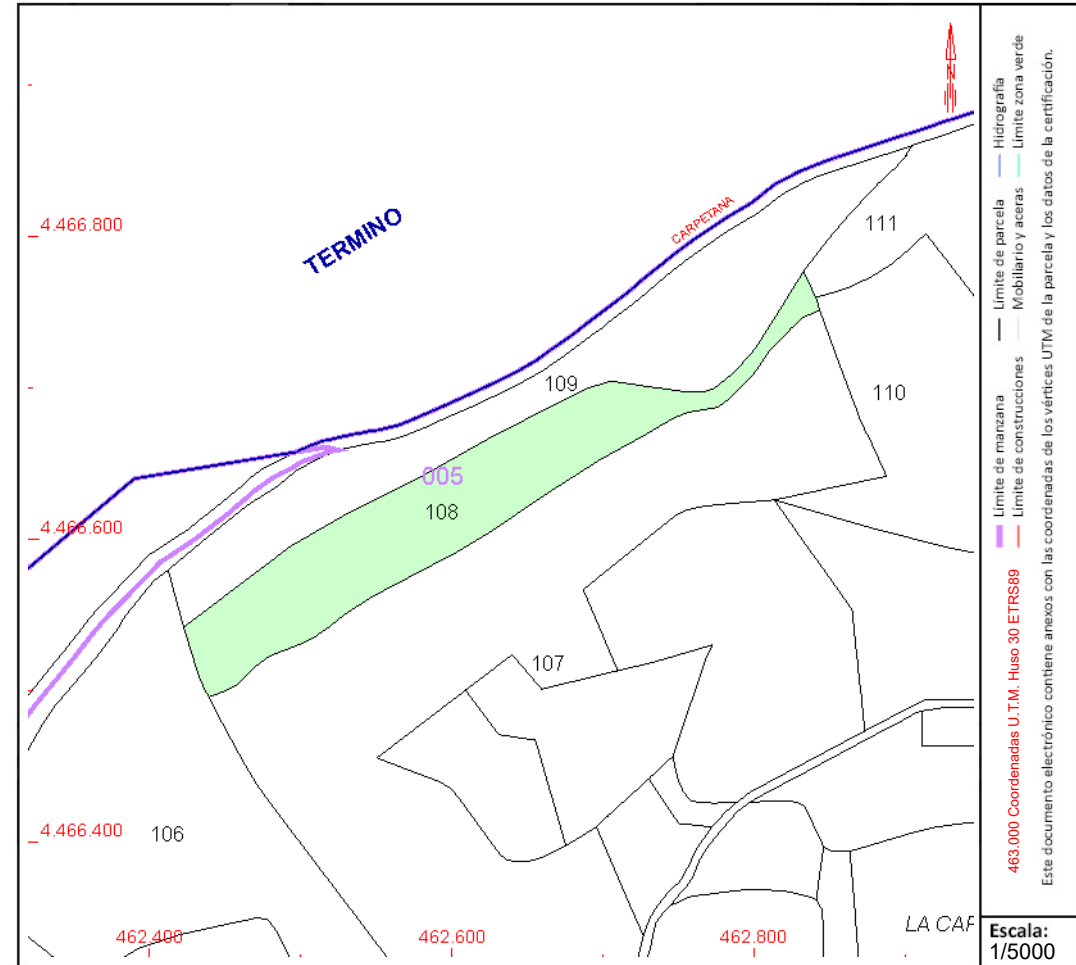 N
4.466.800
TERMINO
CARPETANA
111
109
110
005
108
4.466.600
107
4.466.400
106
462.400
462.600
462.800
LA CAR
463.000 Coordenadas U.T.M. Huso 30 ETRS89
Límite de manzana
Límite de parcela
Hidrografía
Límite de construcciones
Mobiliario y aceras
Límite zona verde
Este documento electrónico contiene anexos con las coordenadas de los vértices UTM de la parcela y los datos de la certificación.
Escala:
1/5000